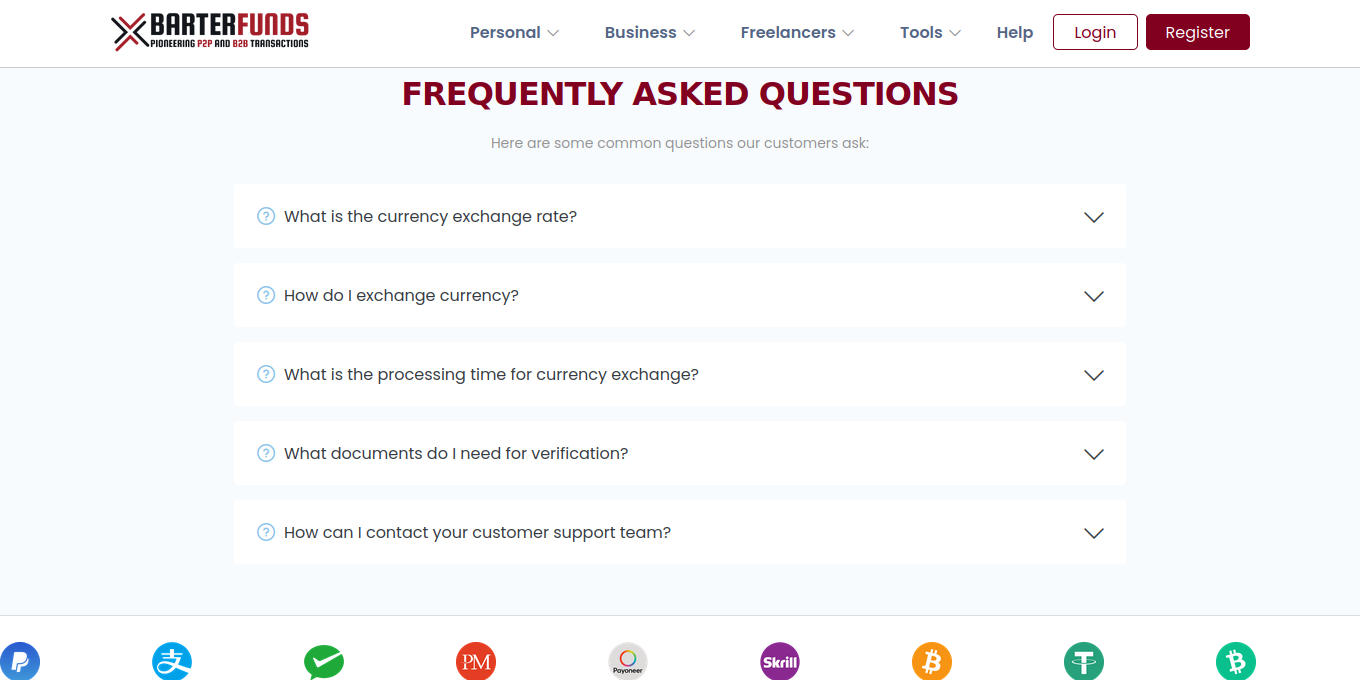 BARTERFUNDS
PIONEERING P2P AND B2B TRANSACTIONS
Personal
Business
Freelancers
Tools
Help
Login
Register
FREQUENTLY ASKED QUESTIONS
Here are some common questions our customers ask:
What is the currency exchange rate?
How do I exchange currency?
What is the processing time for currency exchange?
What documents do I need for verification?
How can I contact your customer support team?
支
PM
Payoneer
Skrill